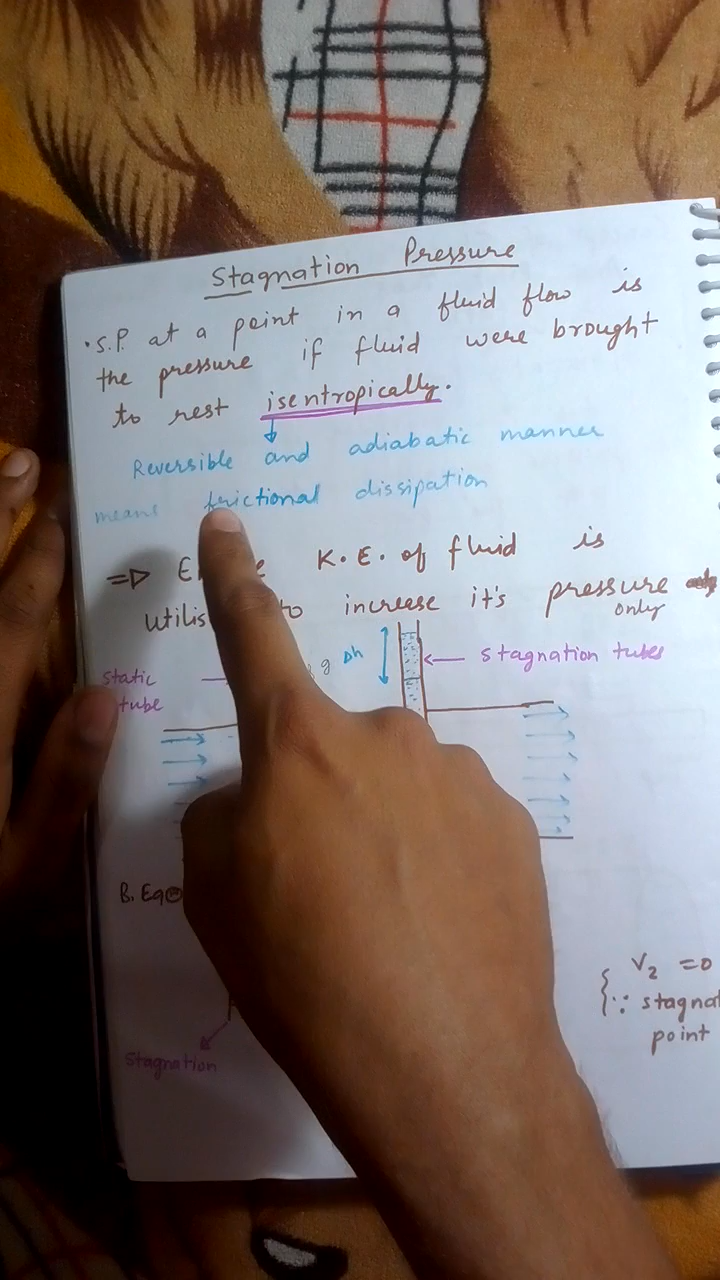 Stagnation Pressure
• S.P. at a point in a fluid flow is
the pressure if fluid were brought
to rest isentropically.
Reversible and adiabatic manner
means frictional dissipation
=> K.E. of fluid is
to increase it's pressure
only
Δh
← stagnation tubes
static
tube
B. Eq
V2 = 0
{∵
point
Stagnation